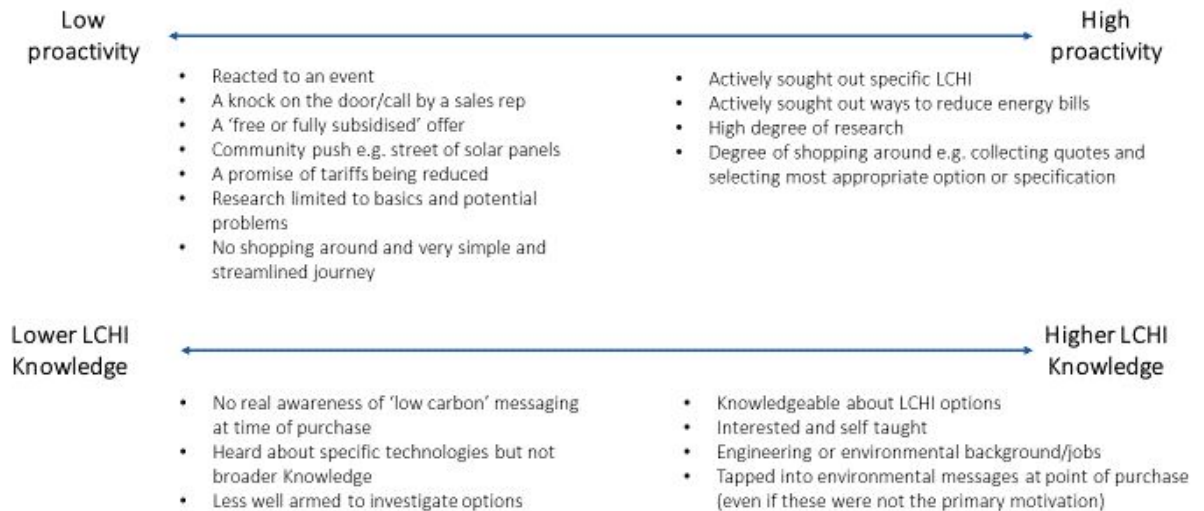 Low
proactivity
High
proactivity
• Reacted to an event
• A knock on the door/call by a sales rep
• A ‘free or fully subsidised’ offer
• Community push e.g. street of solar panels
• A promise of tariffs being reduced
• Research limited to basics and potential
problems
• No shopping around and very simple and
streamlined journey
• Actively sought out specific LCHI
• Actively sought out ways to reduce energy bills
• High degree of research
• Degree of shopping around e.g. collecting quotes and
selecting most appropriate option or specification
Lower LCHI
Knowledge
Higher LCHI
Knowledge
• No real awareness of ‘low carbon’ messaging
at time of purchase
• Heard about specific technologies but not
broader Knowledge
• Less well armed to investigate options
• Knowledgeable about LCHI options
• Interested and self taught
• Engineering or environmental background/jobs
• Tapped into environmental messages at point of purchase
(even if these were not the primary motivation)